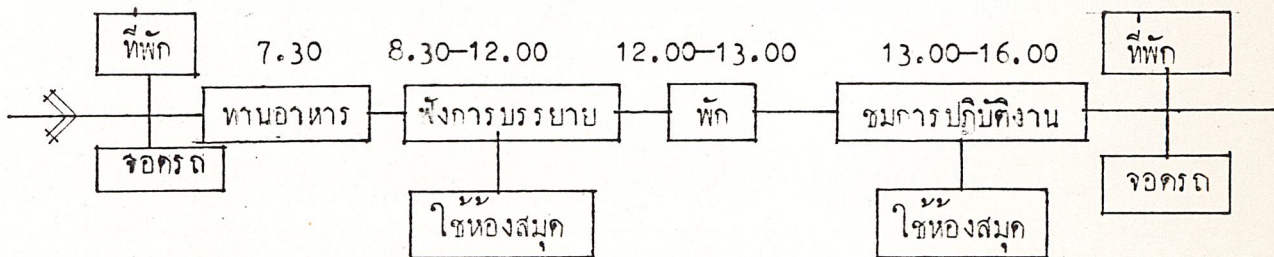 ที่พัก
ที่พัก
7.30 8.30-12.00 12.00-13.00 13.00-16.00
ทานอาหาร ฟังการบรรยาย พัก ชมการปฏิบัติงาน
จอดรถ
จอดรถ
ใช้ห้องสมุด ใช้ห้องสมุด